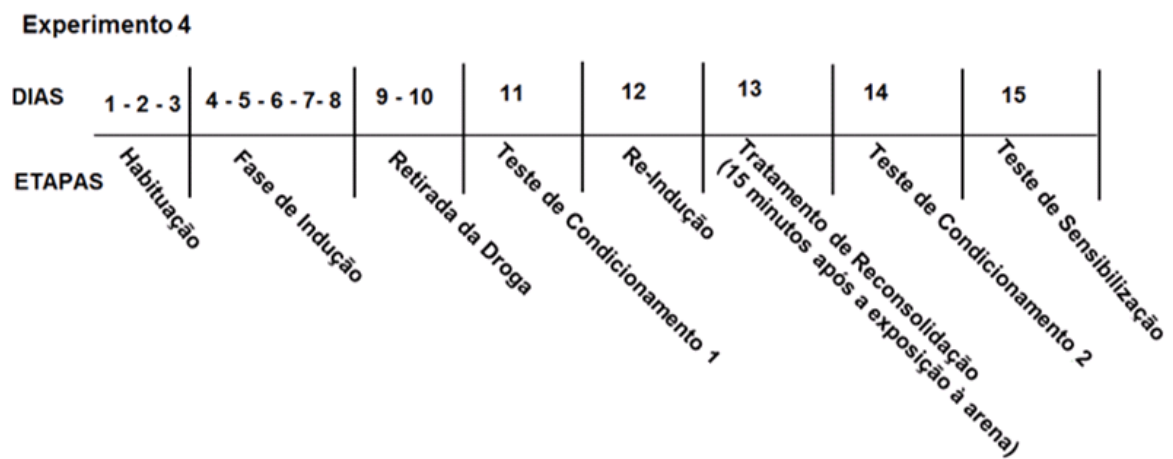 Experimento 4
DIAS
1 - 2 - 3
4 - 5 - 6 - 7- 8
9 - 10
11
12
13
14
15
ETAPAS
Habituação
Fase de Indução
Retirada da Droga
Teste de Condicionamento 1
Re-Indução
Tratamento de Reconsolidação
(15 minutos após a exposição à arena)
Teste de Condicionamento 2
Teste de Sensibilização